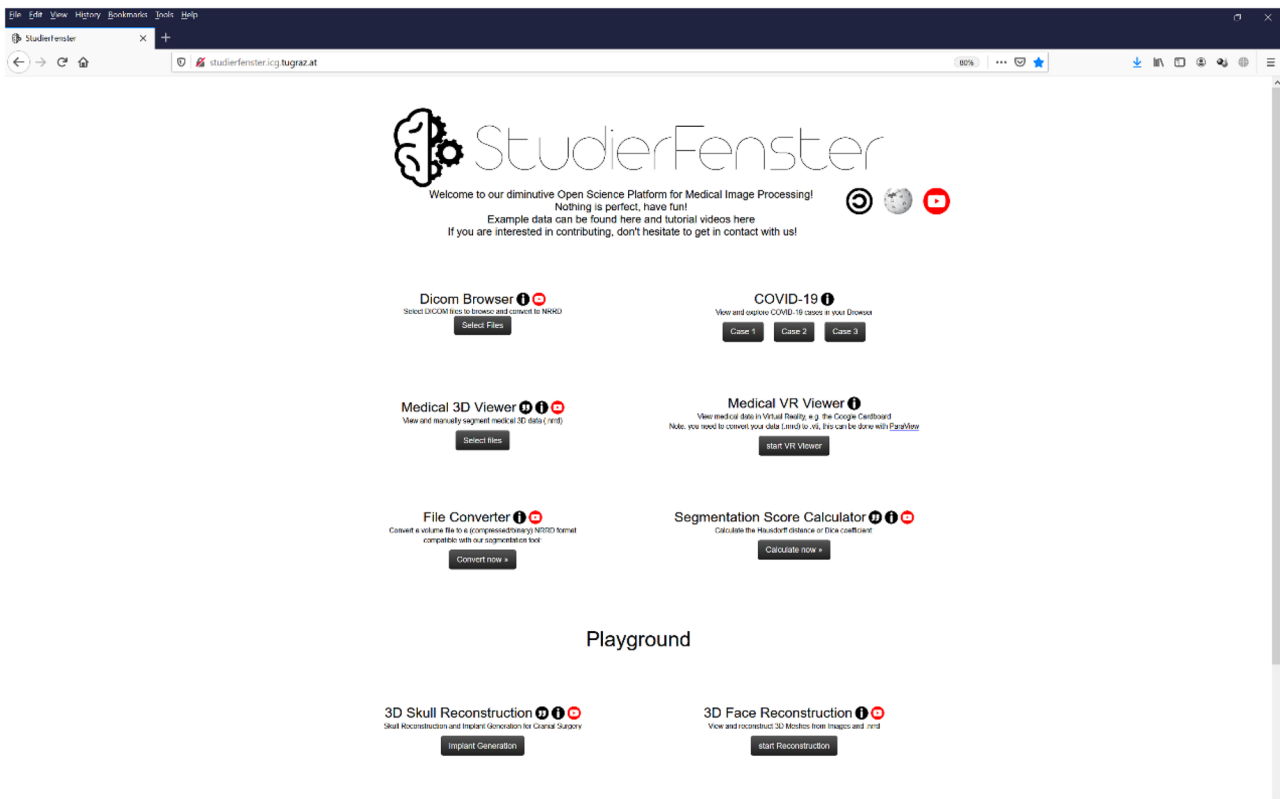 File Edit View History Bookmarks Tools Help
StudierFenster
studierfenster.icg.tugraz.at
80%
StudierFenster
Welcome to our diminutive Open Science Platform for Medical Image Processing!
Nothing is perfect, have fun!
Example data can be found here and tutorial videos here
If you are interested in contributing, don't hesitate to get in contact with us!
Dicom Browser
Select DICOM files to browse and convert to NRRD
Select Files
COVID-19
View and explore COVID-19 cases in your Browser
Case 1 Case 2 Case 3
Medical 3D Viewer
View and manually segment medical 3D data (.nrrd)
Select files
Medical VR Viewer
View medical data in Virtual Reality, e.g. the Google Cardboard
Note, you need to convert your data (.nrrd) to .vti, this can be done with ParaView
start VR Viewer
File Converter
Convert a volume file to a (compressed/binary) NRRD format
compatible with our segmentation tool:
Convert now »
Segmentation Score Calculator
Calculate the Hausdorff distance or Dice coefficient
Calculate now »
Playground
3D Skull Reconstruction
Skull Reconstruction and Implant Generation for Cranial Surgery
Implant Generation
3D Face Reconstruction
View and reconstruct 3D Meshes from Images and .nrrd
start Reconstruction